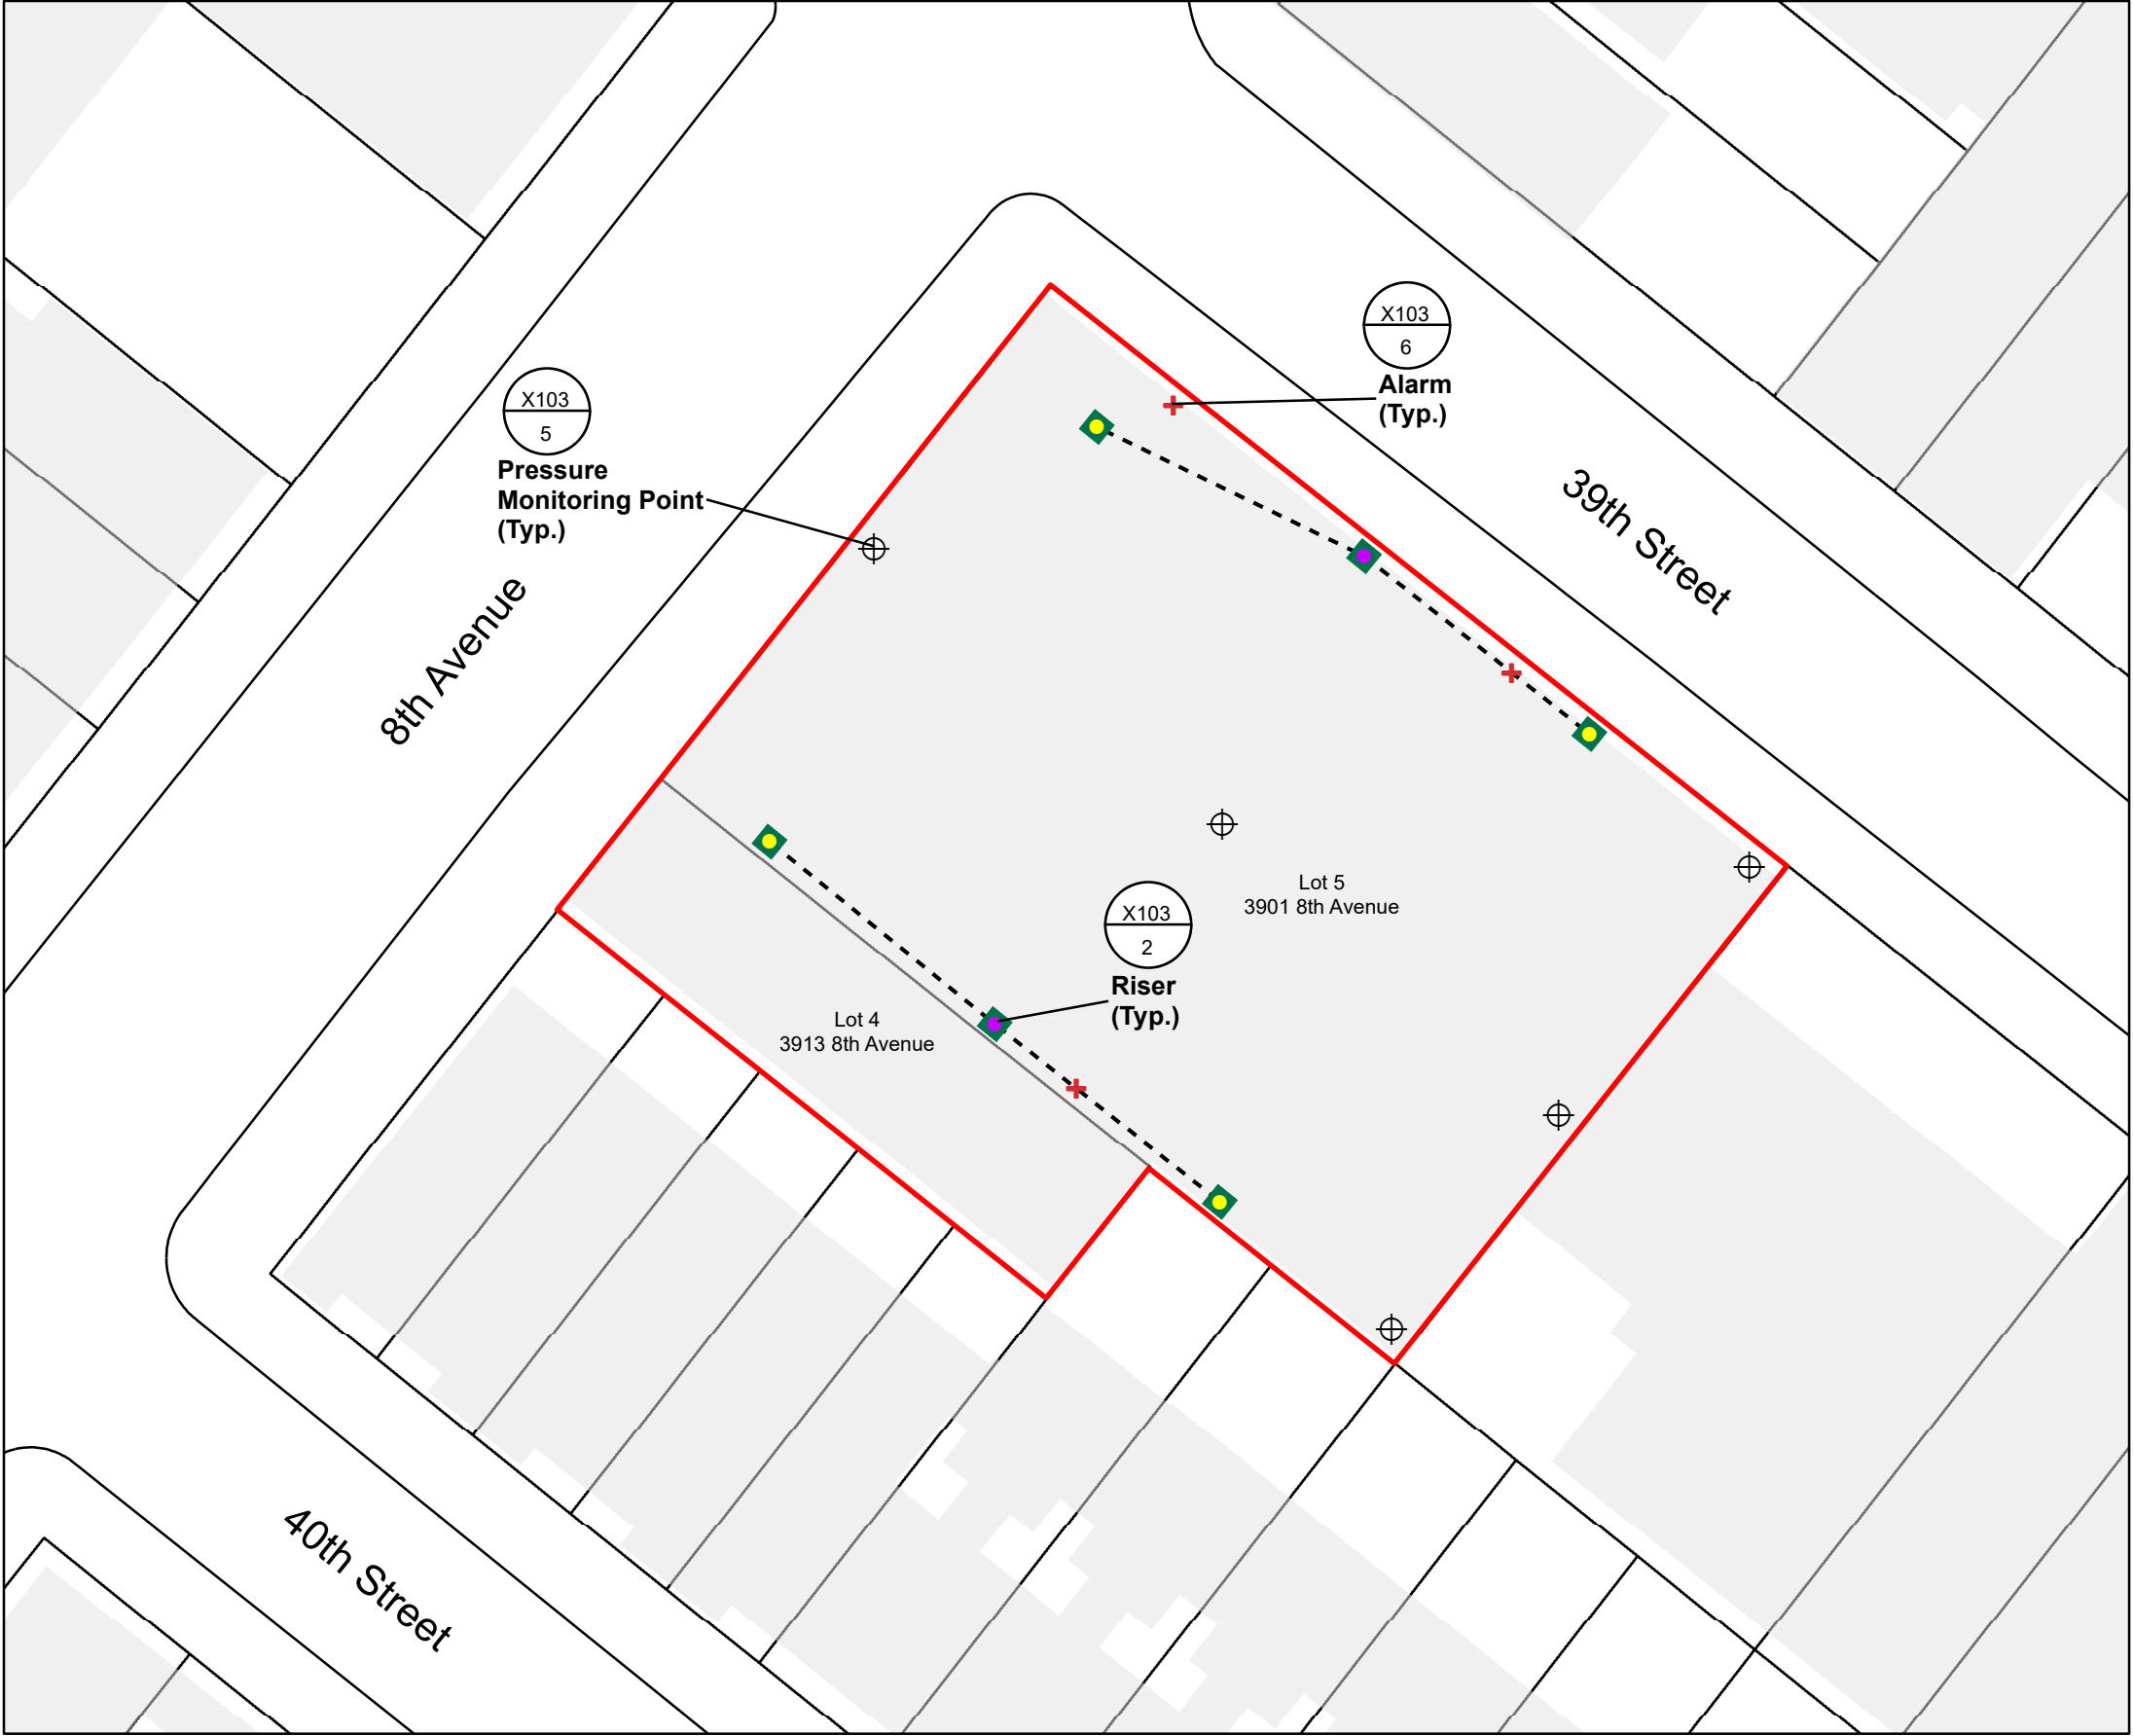 X103
6
Alarm
(Typ.)
X103
5
Pressure
Monitoring Point
(Typ.)
39th Street
8th Avenue
Lot 5
3901 8th Avenue
X103
2
Riser
(Typ.)
Lot 4
3913 8th Avenue
40th Street